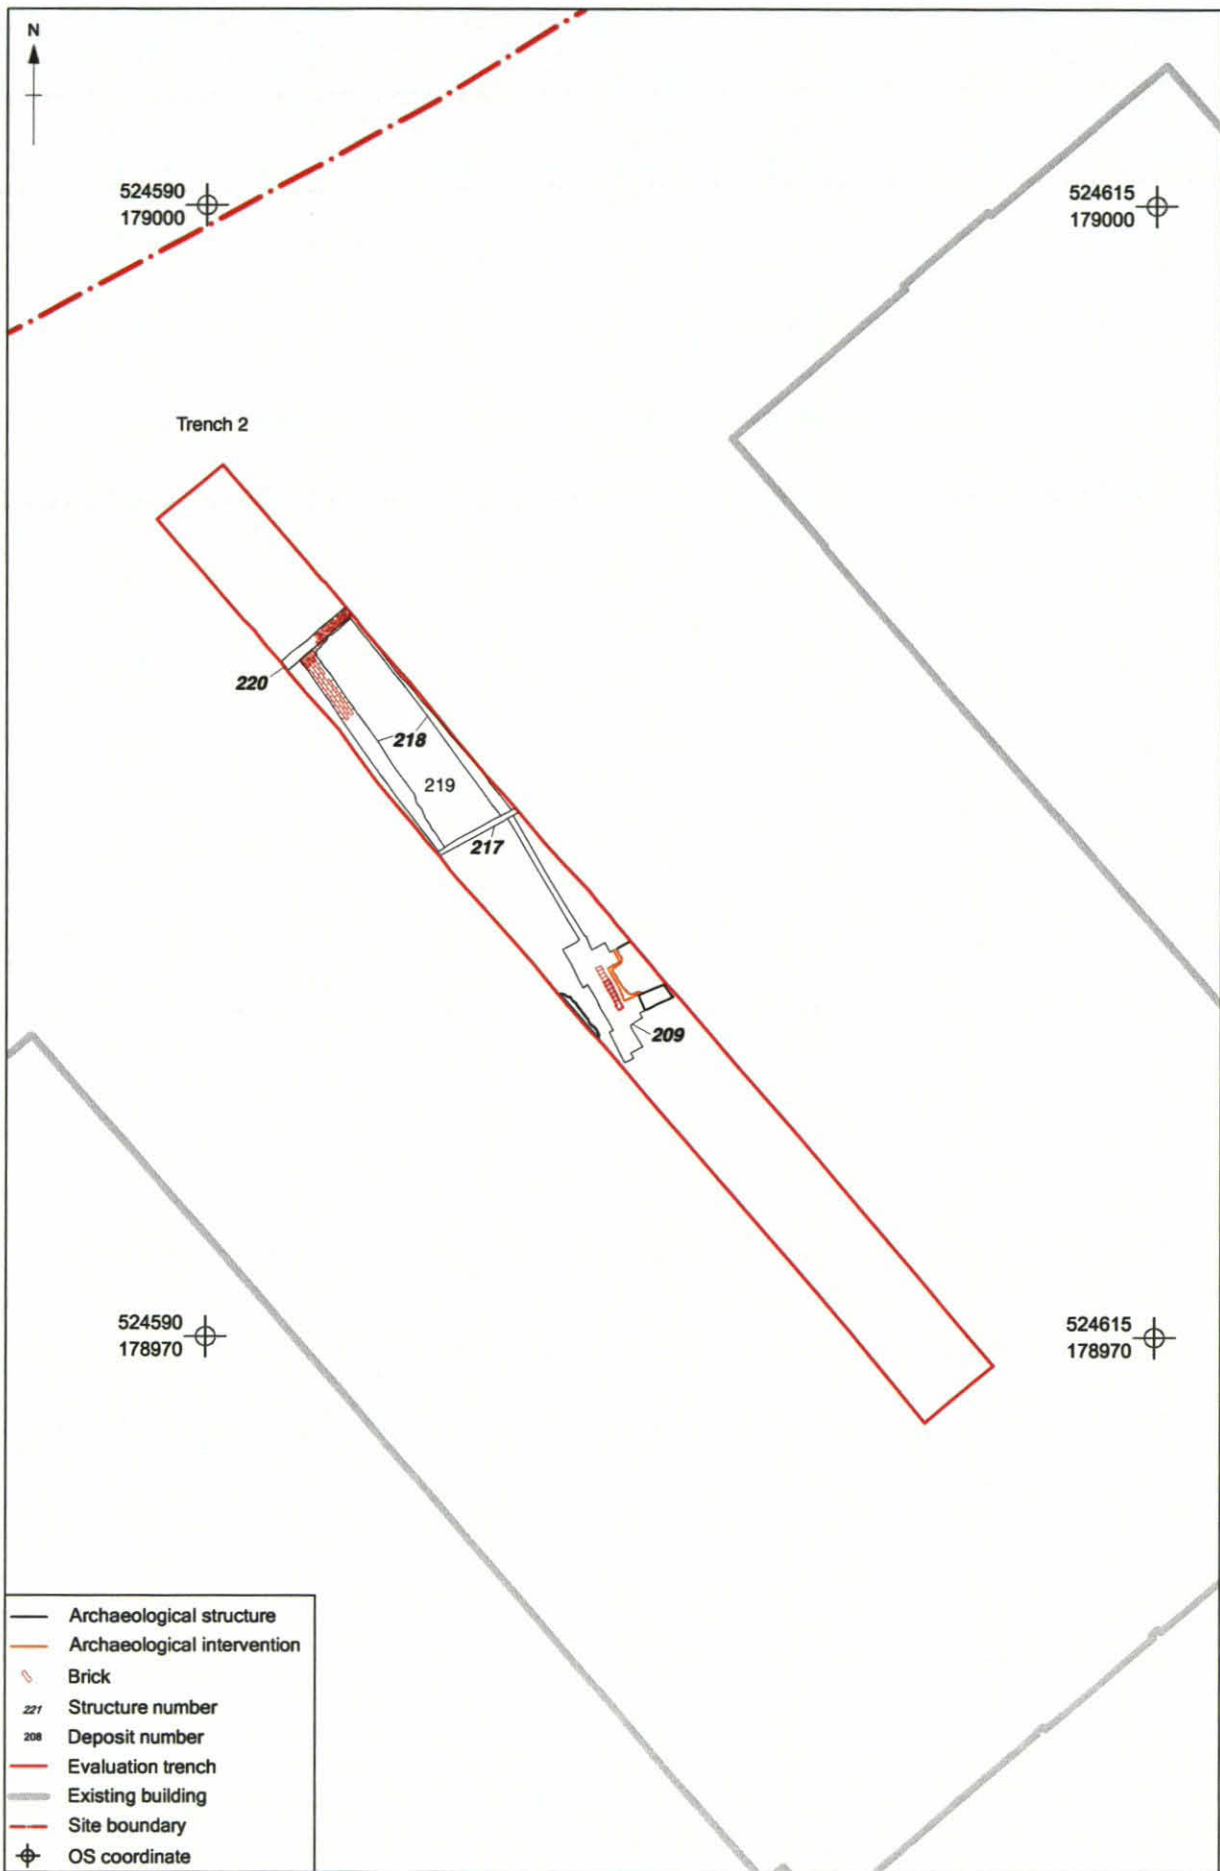 N
524590
179000
524615
179000
Trench 2
220
218
219
217
209
524590
178970
524615
178970
Archaeological structure
Archaeological intervention
Brick
221 Structure number
208 Deposit number
Evaluation trench
Existing building
Site boundary
OS coordinate